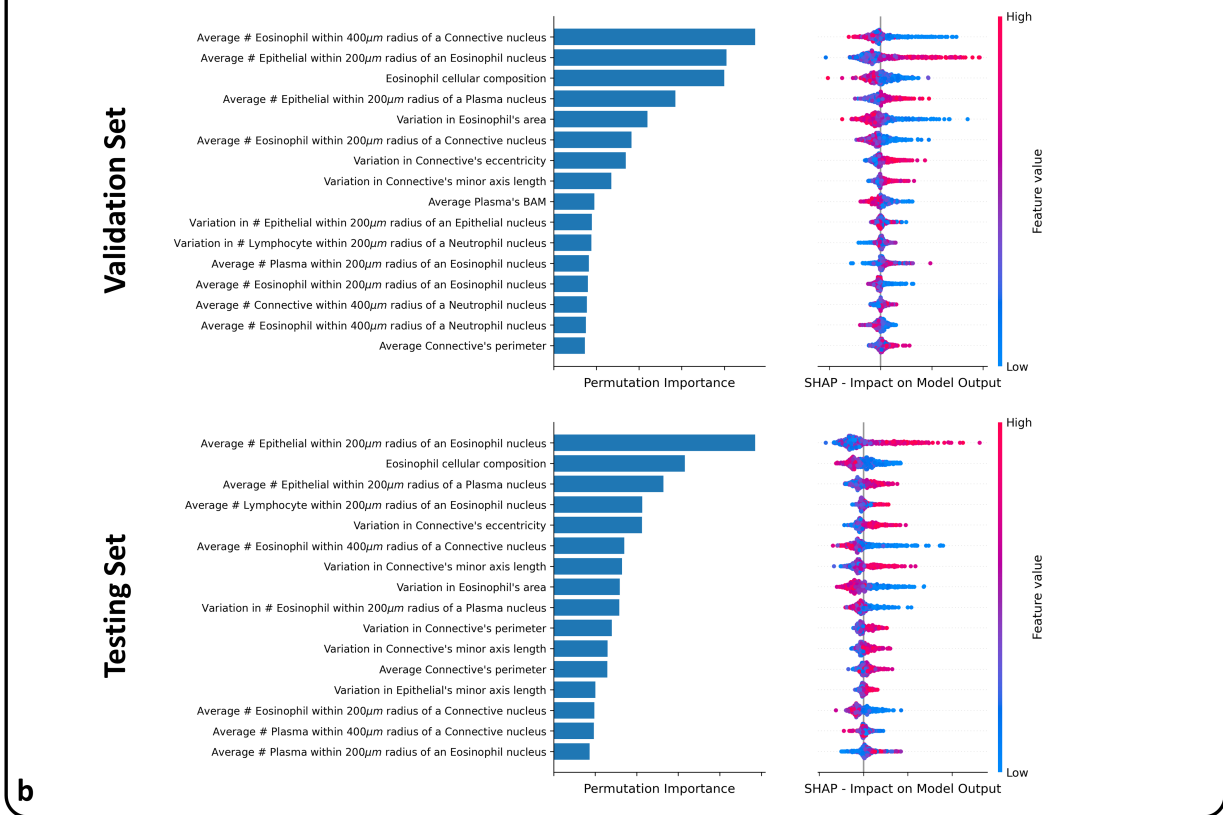 Validation Set
Average # Eosinophil within 400μm radius of a Connective nucleus
Average # Epithelial within 200μm radius of an Eosinophil nucleus
Eosinophil cellular composition
Average # Epithelial within 200μm radius of a Plasma nucleus
Variation in Eosinophil's area
Average # Eosinophil within 200μm radius of a Connective nucleus
Variation in Connective's eccentricity
Variation in Connective's minor axis length
Average Plasma's BAM
Variation in # Epithelial within 200μm radius of an Epithelial nucleus
Variation in # Lymphocyte within 200μm radius of a Neutrophil nucleus
Average # Plasma within 200μm radius of an Eosinophil nucleus
Average # Eosinophil within 200μm radius of an Eosinophil nucleus
Average # Connective within 400μm radius of a Neutrophil nucleus
Average # Eosinophil within 400μm radius of a Neutrophil nucleus
Average Connective's perimeter
Permutation Importance
SHAP - Impact on Model Output
High
Feature value
Low
Testing Set
Average # Epithelial within 200μm radius of an Eosinophil nucleus
Eosinophil cellular composition
Average # Epithelial within 200μm radius of a Plasma nucleus
Average # Lymphocyte within 200μm radius of an Eosinophil nucleus
Variation in Connective's eccentricity
Average # Eosinophil within 400μm radius of a Connective nucleus
Variation in Connective's minor axis length
Variation in Eosinophil's area
Variation in # Eosinophil within 200μm radius of a Plasma nucleus
Variation in Connective's perimeter
Variation in Connective's minor axis length
Average Connective's perimeter
Variation in Epithelial's minor axis length
Average # Eosinophil within 200μm radius of a Connective nucleus
Average # Plasma within 400μm radius of a Connective nucleus
Average # Plasma within 200μm radius of an Eosinophil nucleus
Permutation Importance
SHAP - Impact on Model Output
High
Feature value
Low
b